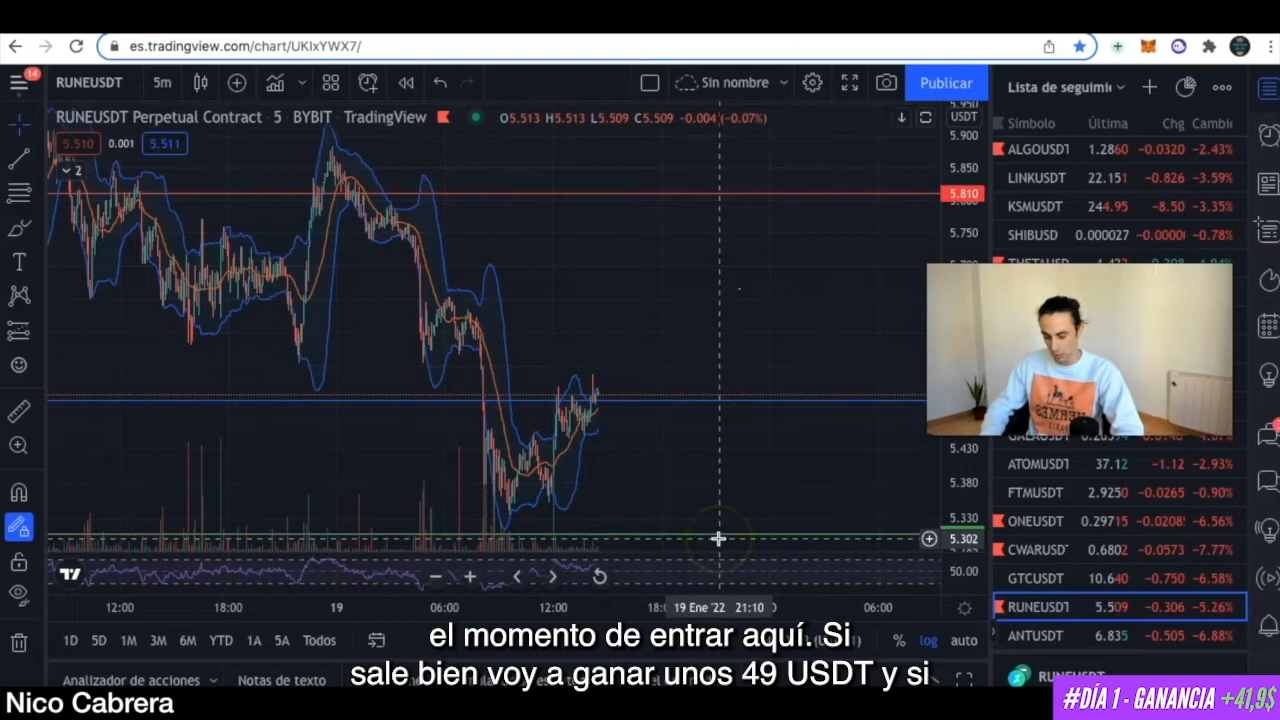 es.tradingview.com/chart/UKIxYWX7/
14
RUNEUSDT 5m Sin nombre Publicar
RUNEUSDT Perpetual Contract · 5 · BYBIT · TradingView O5.513 H5.513 L5.509 C5.509 -0.004 (-0.07%)
5.510 0.001 5.511
2
USDT
5.900
5.850
5.810
5.750
5.430
5.380
5.330
5.302
50.00
12:00 18:00 19 06:00 12:00 19 Ene '22 21:10 06:00
1D 5D 1M 3M 6M YTD 1A 5A Todos % log auto
Analizador de acciones Notas de texto
Lista de seguimie
Símbolo Última Chg Cambio
ALGOUSDT 1.2860 -0.0320 -2.43%
LINKUSDT 22.151 -0.826 -3.59%
KSMUSDT 244.95 -8.50 -3.35%
SHIBUSD 0.000027 -0.0000 -0.78%
ATOMUSDT 37.12 -1.12 -2.93%
FTMUSDT 2.9250 -0.0265 -0.90%
ONEUSDT 0.29715 -0.0208 -6.56%
CWARUSDT 0.6802 -0.0573 -7.77%
GTCUSDT 10.640 -0.750 -6.58%
RUNEUSDT 5.509 -0.306 -5.26%
ANTUSDT 6.835 -0.505 -6.88%
HERMES
PARIS
el momento de entrar aquí. Si
sale bien voy a ganar unos 49 USDT y si
Nico Cabrera
#DÍA 1 - GANANCIA +41,9$